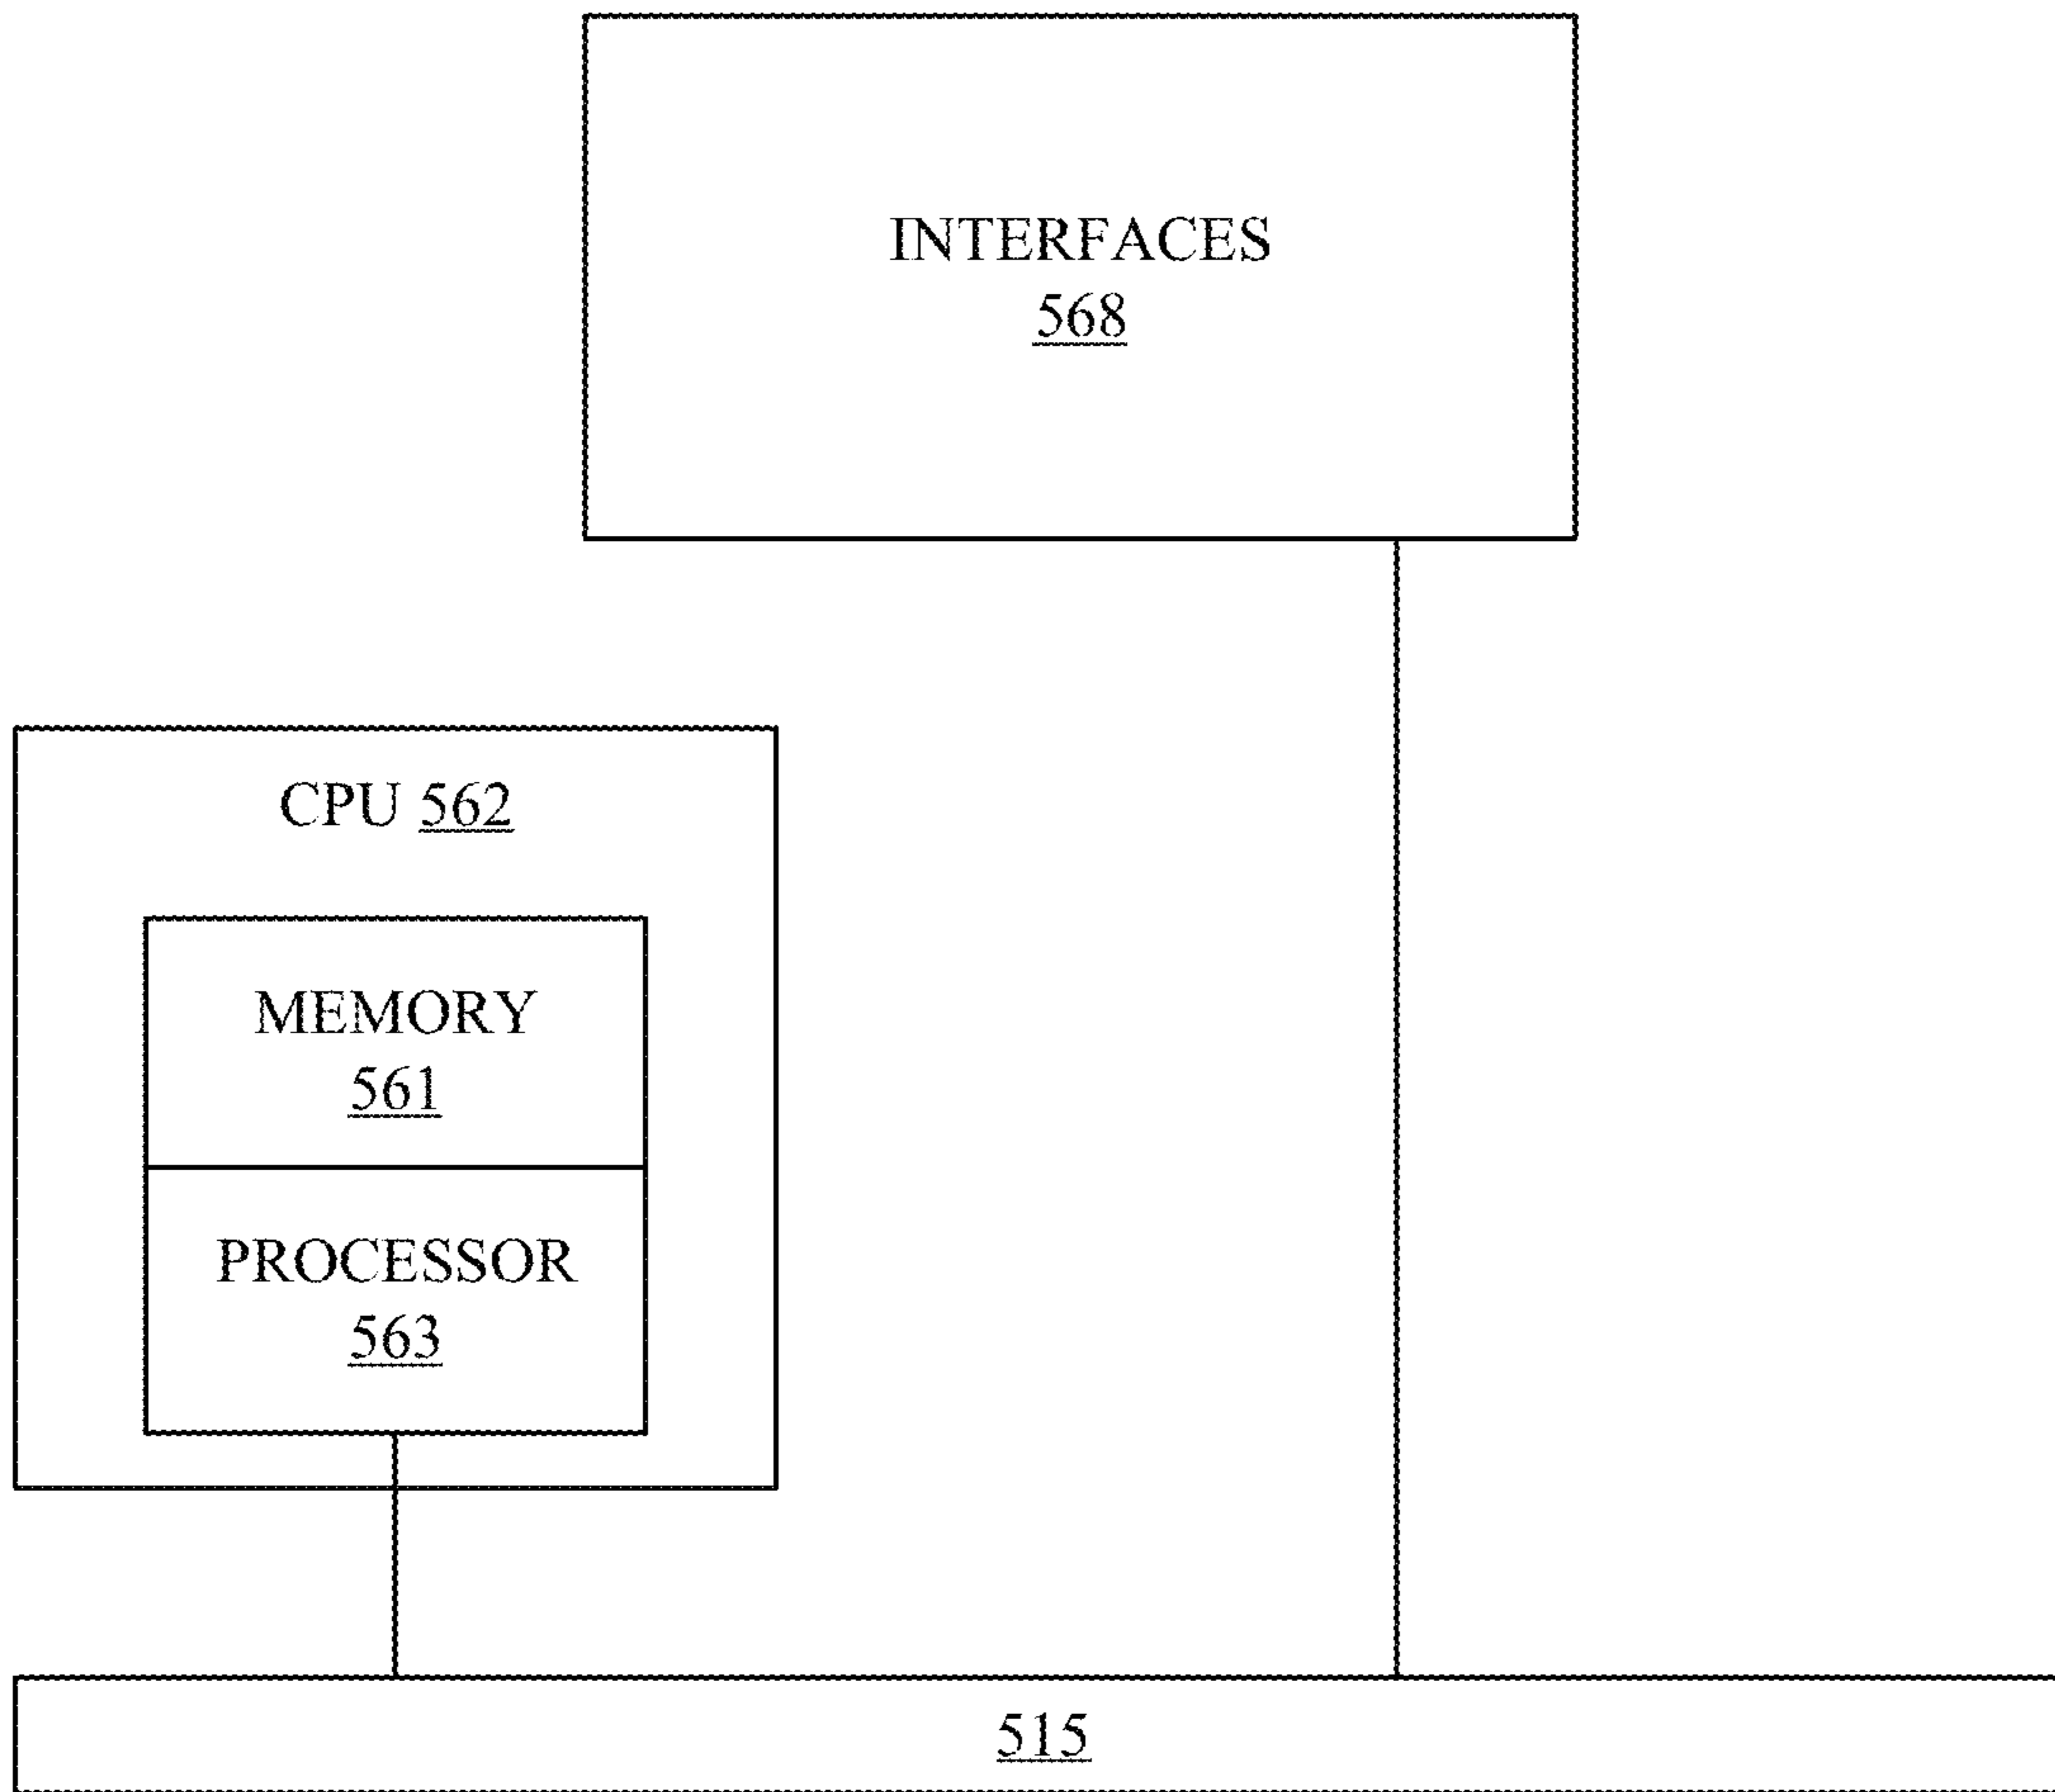 INTERFACES
568
CPU 562
MEMORY
561
PROCESSOR
563
515